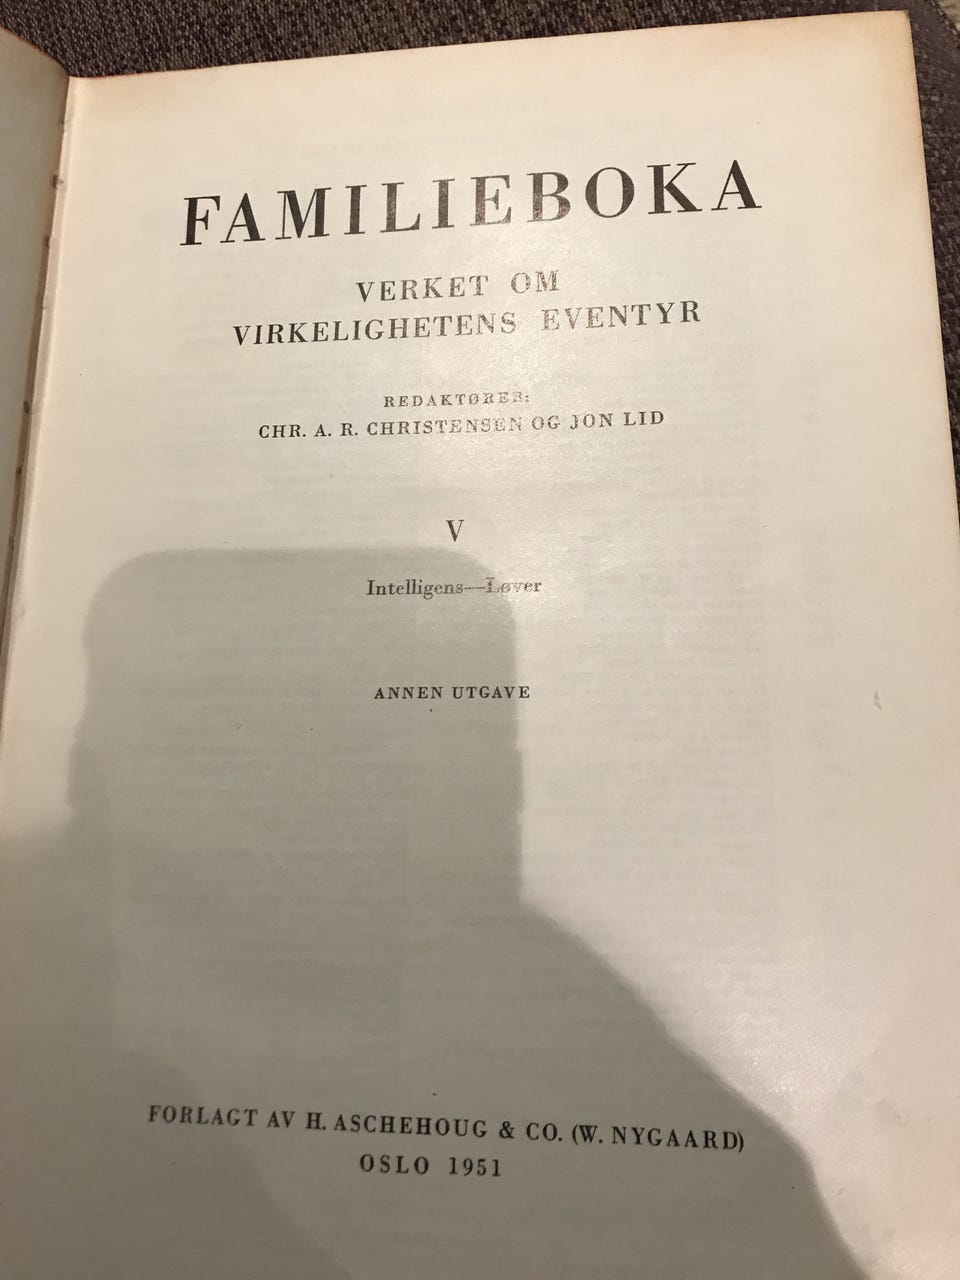 FAMILIEBOKA
VERKET OM
VIRKELIGHETENS EVENTYR
REDAKTØRER:
CHR. A. R. CHRISTENSEN OG JON LID
V
Intelligens—Løver
ANNEN UTGAVE
FORLAGT AV H. ASCHEHOUG & CO. (W. NYGAARD)
OSLO 1951